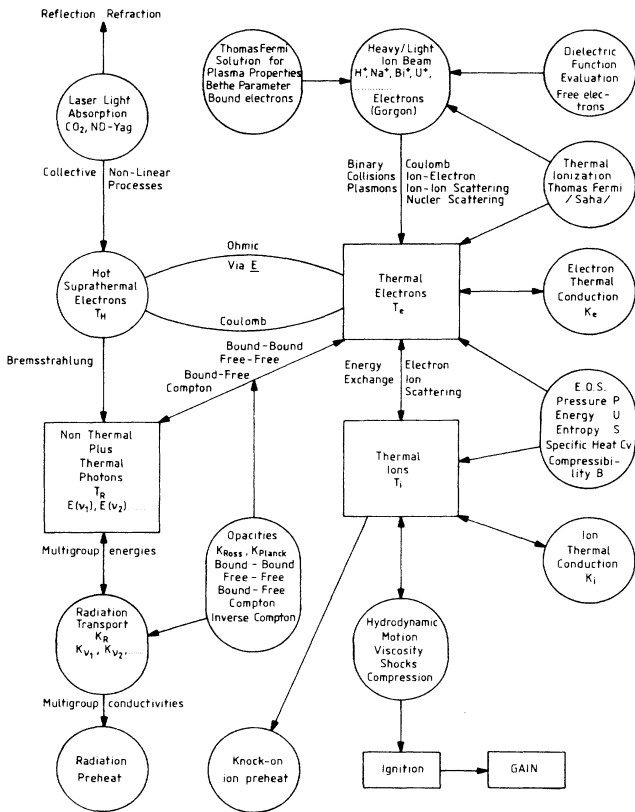 Reflection Refraction
Laser Light
Absorption
CO₂, ND-Yag
Thomas Fermi
Solution for
Plasma Properties
Bethe Parameter
Bound electrons
Heavy/Light
Ion Beam
H⁺, Na⁺, Bi⁺, U⁺,
..........
Electrons
(Gorgon)
Dielectric
Function
Evaluation
Free elec-
trons
Collective Non-Linear
Processes
Binary
Collisions
Plasmons
Coulomb
Ion-Electron
Ion-Ion Scattering
Nucler Scattering
Thermal
Ionization
Thomas Fermi
/ Saha /
Hot
Suprathermal
Electrons
T_H
Ohmic
Via E
Coulomb
Thermal
Electrons
T_e
Electron
Thermal
Conduction
K_e
Bremsstrahlung
Bound-Bound
Free-Free
Bound-Free
Compton
Energy
Exchange
Electron
Ion
Scattering
E.O.S.
Pressure P
Energy U
Entropy S
Specific Heat Cv
Compressibi-
lity B
Non Thermal
Plus
Thermal
Photons
T_R
E(ν₁), E(ν₂) .....
Thermal
Ions
T_i
Multigroup energies
Opacities
K_Ross, K_Planck
Bound - Bound
Free - Free
Bound - Free
Compton
Inverse Compton
Ion
Thermal
Conduction
K_i
Radiation
Transport
K_R
K_ν₁, K_ν₂, .....
Hydrodynamic
Motion
Viscosity
Shocks
Compression
Multigroup conductivities
Radiation
Preheat
Knock-on
ion preheat
Ignition
GAIN